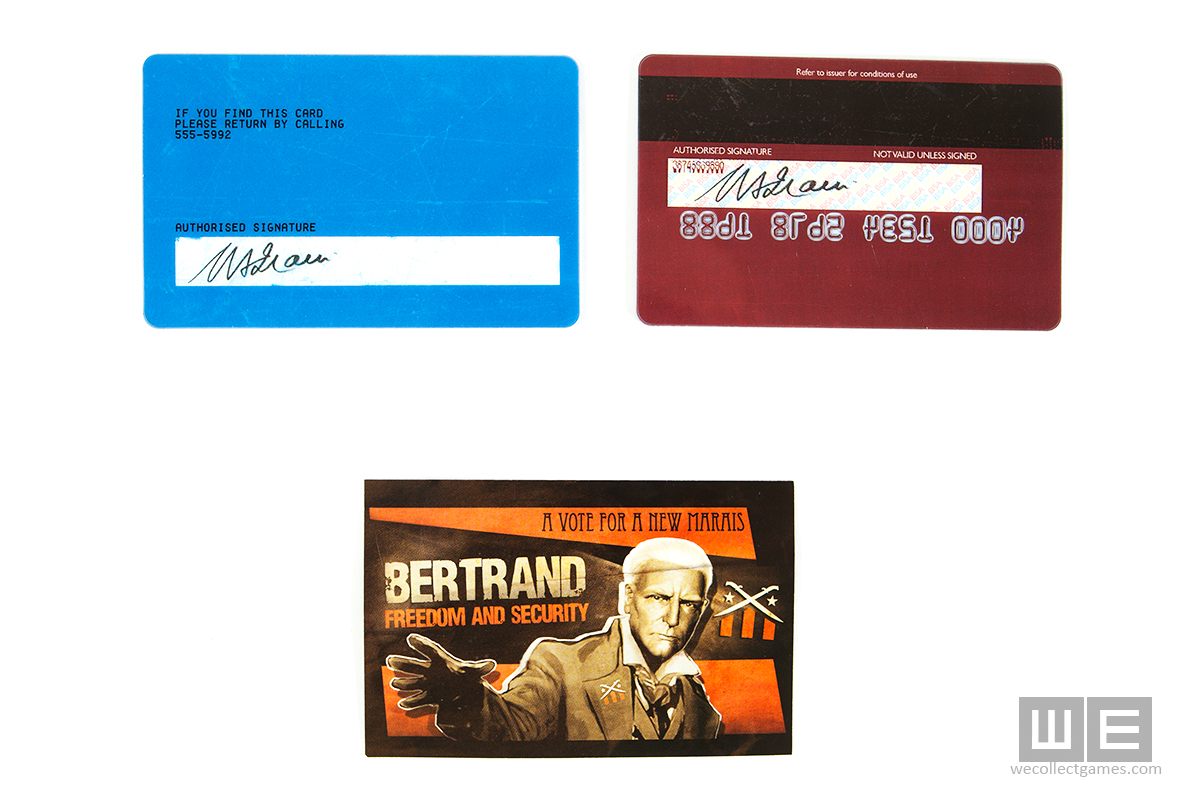 IF YOU FIND THIS CARD
PLEASE RETURN BY CALLING
555-5992
AUTHORISED SIGNATURE
Refer to issuer for conditions of use
AUTHORISED SIGNATURE NOT VALID UNLESS SIGNED
A VOTE FOR A NEW MARAIS
BERTRAND
FREEDOM AND SECURITY
WE
wecollectgames.com